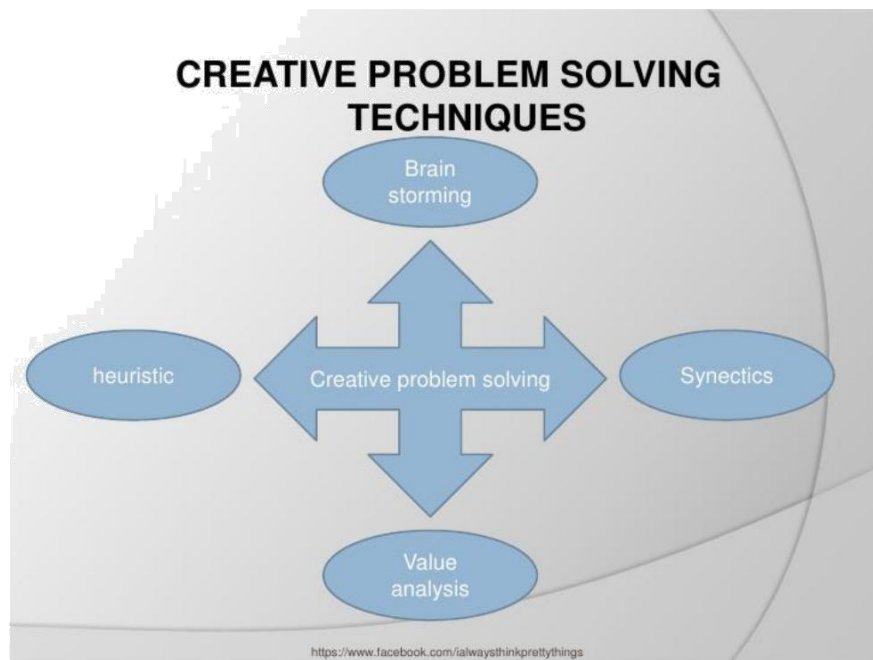 CREATIVE PROBLEM SOLVING
TECHNIQUES
Brain
storming
heuristic
Creative problem solving
Synectics
Value
analysis
https://www.facebook.com/ialwaysthinkprettythings